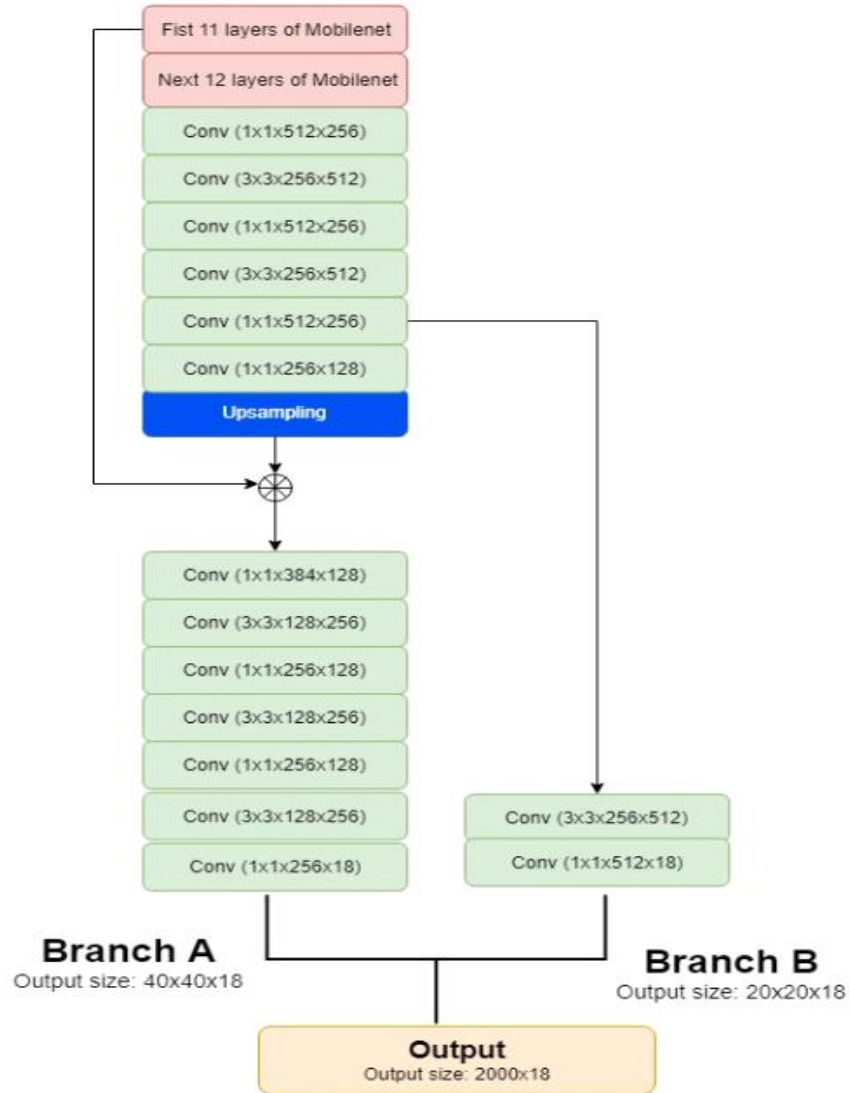 Fist 11 layers of Mobilenet
Next 12 layers of Mobilenet
Conv (1x1x512x256)
Conv (3x3x256x512)
Conv (1x1x512x256)
Conv (3x3x256x512)
Conv (1x1x512x256)
Conv (1x1x256x128)
Upsampling
Conv (1x1x384x128)
Conv (3x3x128x256)
Conv (1x1x256x128)
Conv (3x3x128x256)
Conv (1x1x256x128)
Conv (3x3x128x256)
Conv (1x1x256x18)
Conv (3x3x256x512)
Conv (1x1x512x18)
Branch A
Output size: 40x40x18
Branch B
Output size: 20x20x18
Output
Output size: 2000x18